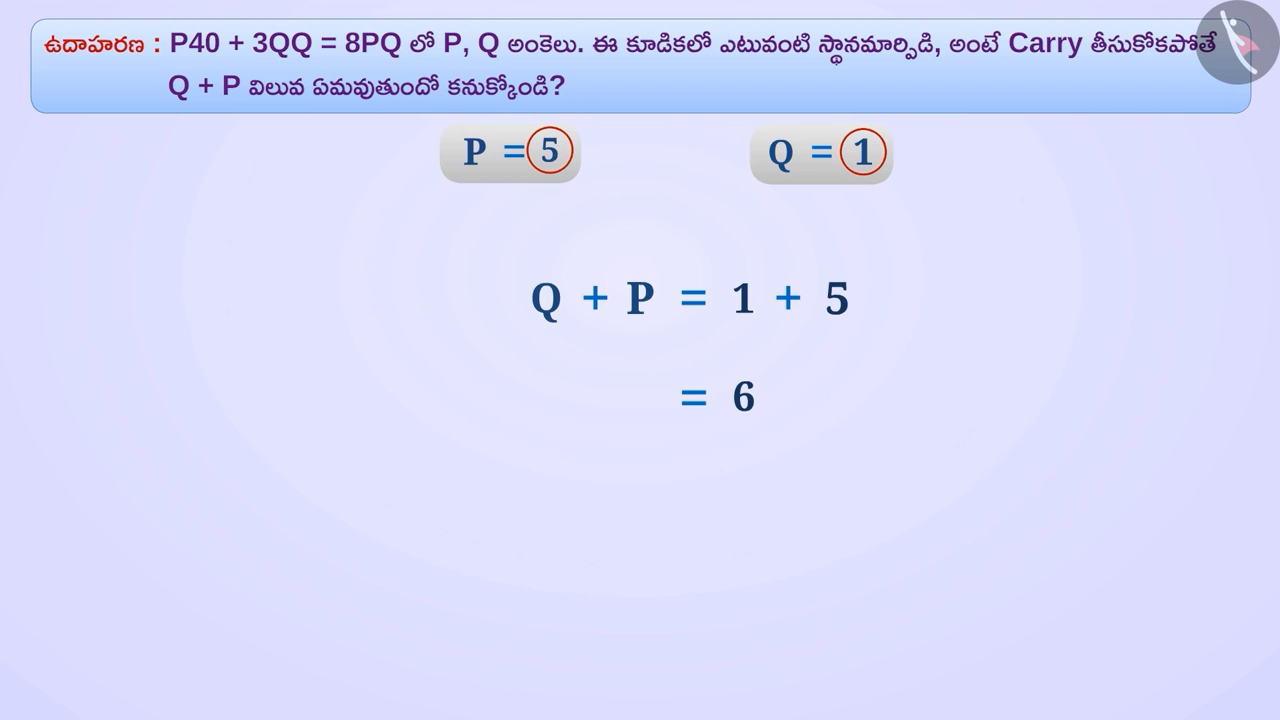 ఉదాహరణ : P40 + 3QQ = 8PQ లో P, Q అంకెలు. ఈ కూడికలో ఎటువంటి స్థానమార్పిడి, అంటే Carry తీసుకోకపోతే
Q + P విలువ ఏమవుతుందో కనుక్కోండి?
P = 5 Q = 1
Q + P = 1 + 5
= 6